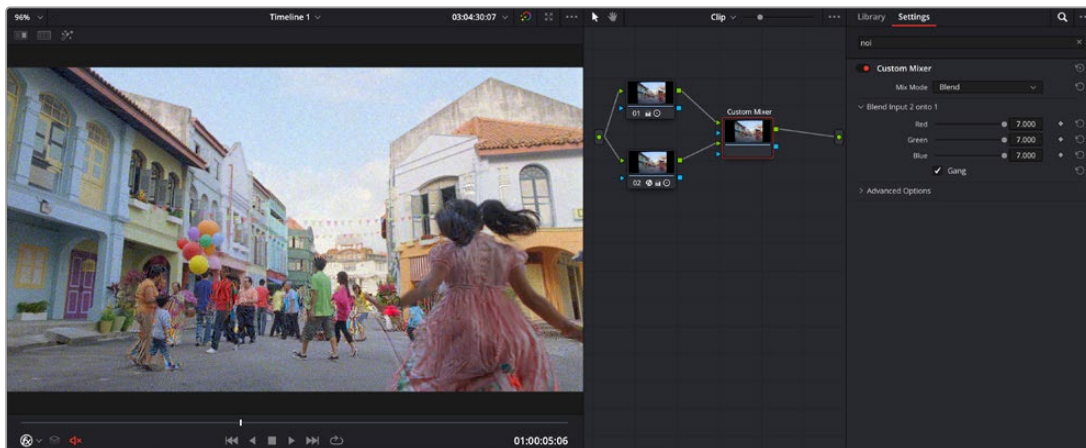 96%
Timeline 1
03:04:30:07
Clip
Library
Settings
noi
Custom Mixer
Mix Mode
Blend
Blend Input 2 onto 1
Red
7.000
Green
7.000
Blue
7.000
Gang
Advanced Options
01
Custom Mixer
02
01:00:05:06